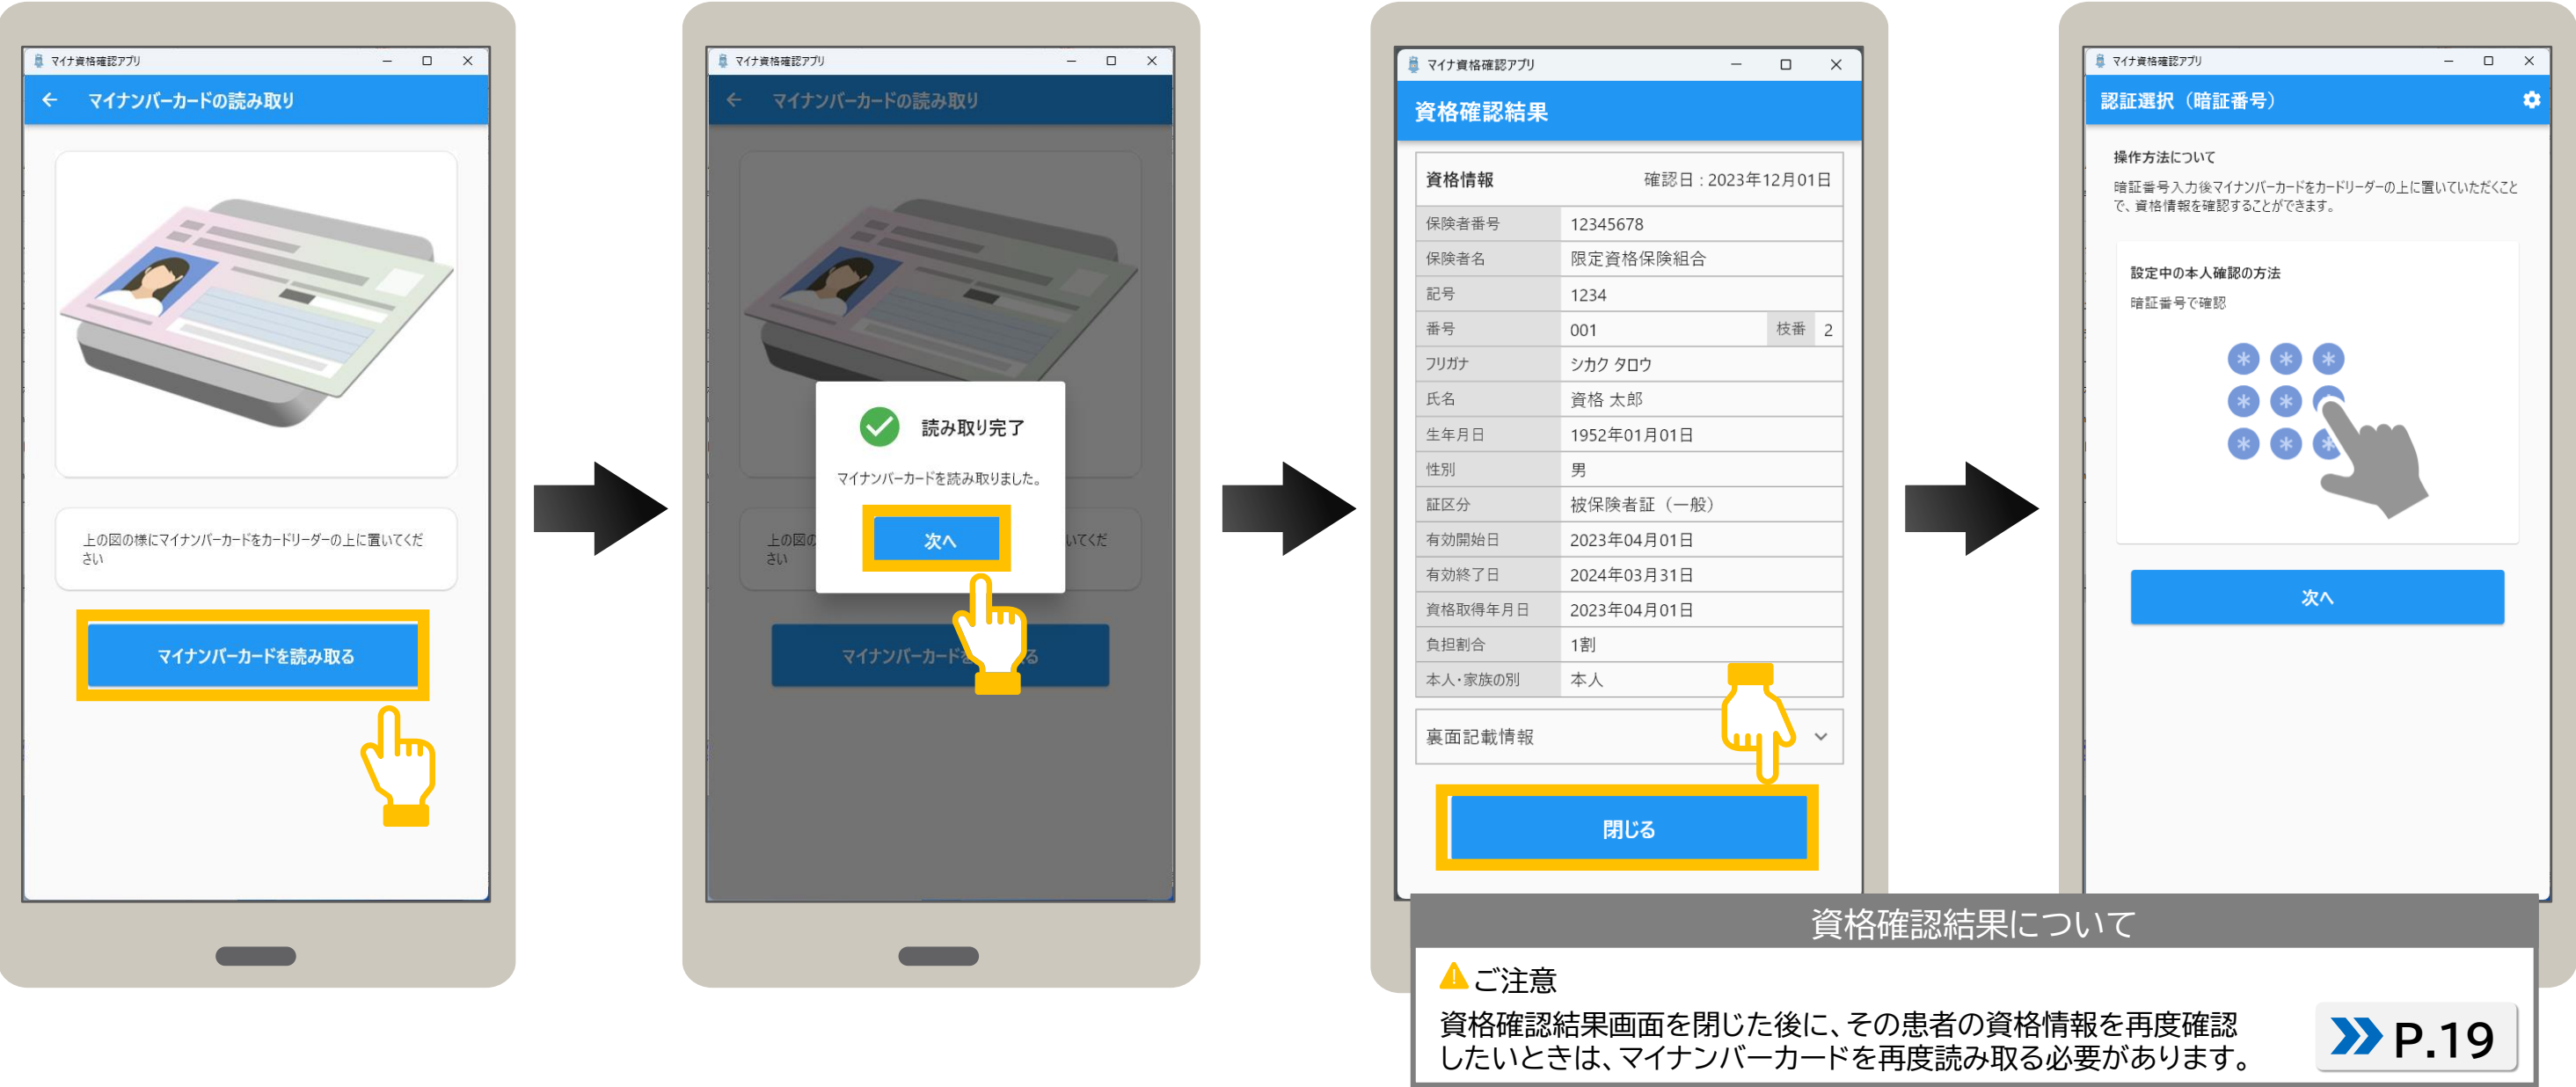 マイナ資格確認アプリ
マイナンバーカードの読み取り
上の図の様にマイナンバーカードをカードリーダーの上に置いてくだ
さい
マイナンバーカードを読み取る
マイナ資格確認アプリ
マイナンバーカードの読み取り
読み取り完了
マイナンバーカードを読み取りました。
次へ
上の図の
いてくだ
さい
マイナンバーカードを
る
マイナ資格確認アプリ
資格確認結果
資格情報 確認日 : 2023年12月01日
保険者番号 12345678
保険者名 限定資格保険組合
記号 1234
番号 001 枝番 2
フリガナ シカク タロウ
氏名 資格 太郎
生年月日 1952年01月01日
性別 男
証区分 被保険者証（一般）
有効開始日 2023年04月01日
有効終了日 2024年03月31日
資格取得年月日 2023年04月01日
負担割合 1割
本人・家族の別 本人
裏面記載情報
閉じる
マイナ資格確認アプリ
認証選択（暗証番号）
操作方法について
暗証番号入力後マイナンバーカードをカードリーダーの上に置いていただくこと
で、資格情報を確認することができます。
設定中の本人確認の方法
暗証番号で確認
次へ
資格確認結果について
ご注意
資格確認結果画面を閉じた後に、その患者の資格情報を再度確認
したいときは、マイナンバーカードを再度読み取る必要があります。
P.19